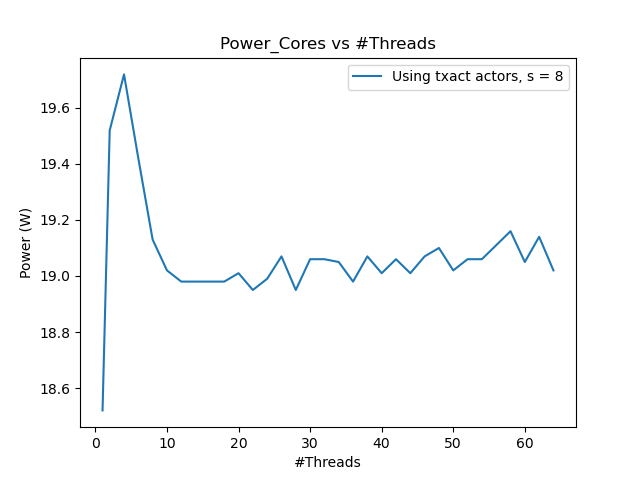 Power_Cores vs #Threads
Using txact actors, s = 8
19.6
19.4
19.2
19.0
18.8
18.6
Power (W)
0 10 20 30 40 50 60
#Threads